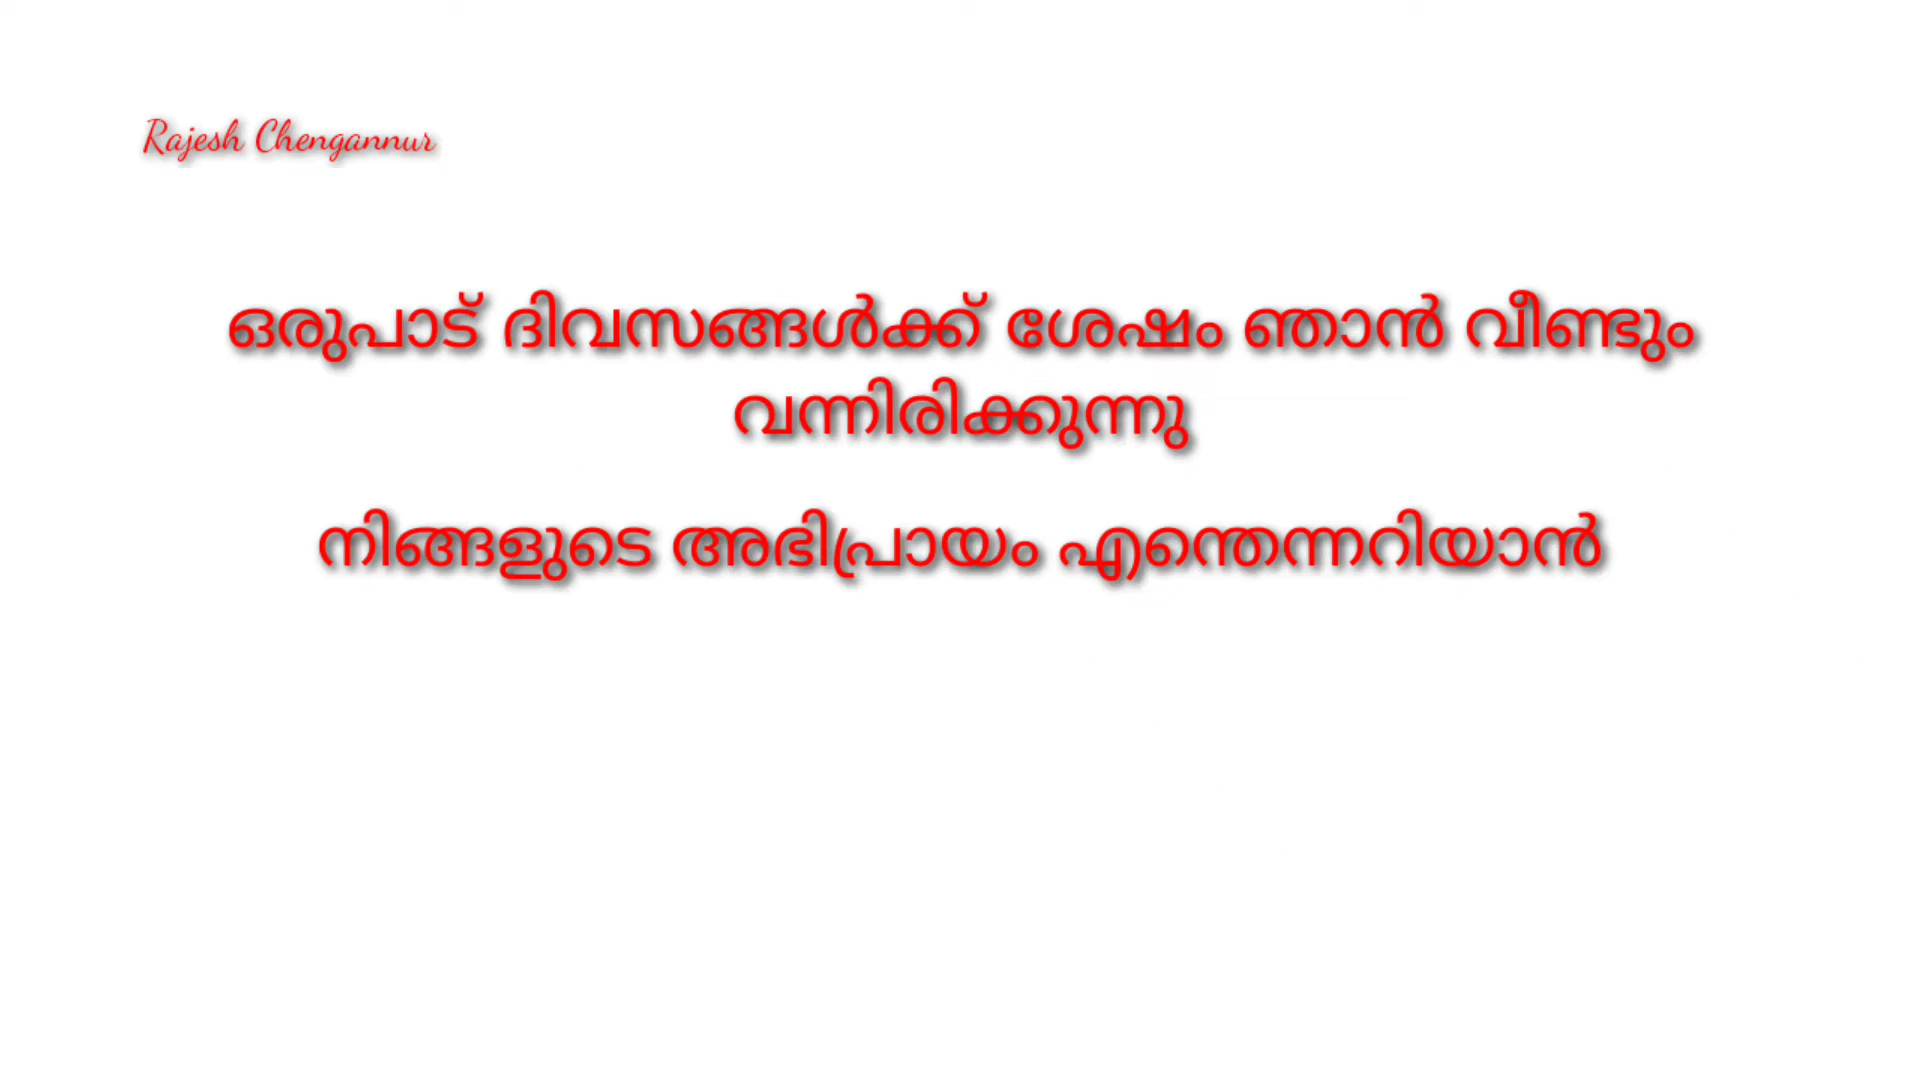 Rajesh Chengannur
ഒരുപാട് ദിവസങ്ങൾക്ക് ശേഷം ഞാൻ വീണ്ടും
വന്നിരിക്കുന്നു
നിങ്ങളുടെ അഭിപ്രായം എന്തെന്നറിയാൻ